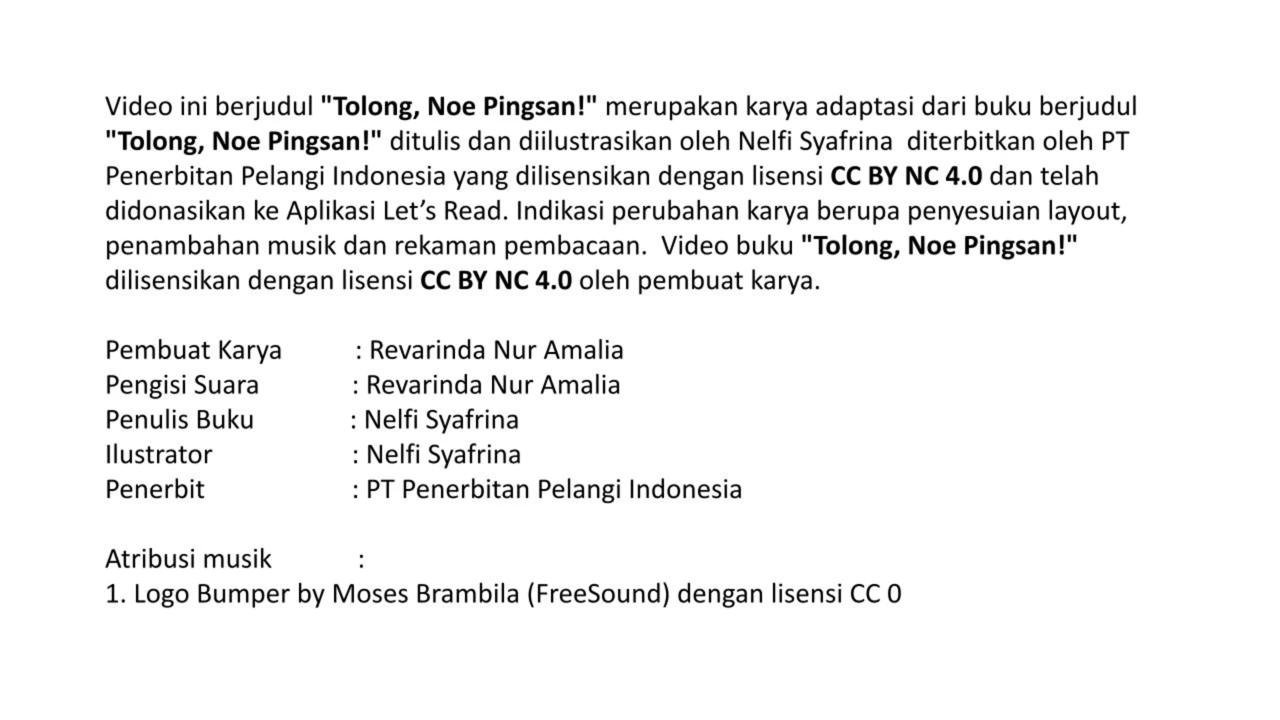 Video ini berjudul "Tolong, Noe Pingsan!" merupakan karya adaptasi dari buku berjudul
"Tolong, Noe Pingsan!" ditulis dan diilustrasikan oleh Nelfi Syafrina  diterbitkan oleh PT
Penerbitan Pelangi Indonesia yang dilisensikan dengan lisensi CC BY NC 4.0 dan telah
didonasikan ke Aplikasi Let’s Read. Indikasi perubahan karya berupa penyesuian layout,
penambahan musik dan rekaman pembacaan.  Video buku "Tolong, Noe Pingsan!"
dilisensikan dengan lisensi CC BY NC 4.0 oleh pembuat karya.
Pembuat Karya : Revarinda Nur Amalia
Pengisi Suara : Revarinda Nur Amalia
Penulis Buku : Nelfi Syafrina
Ilustrator : Nelfi Syafrina
Penerbit : PT Penerbitan Pelangi Indonesia
Atribusi musik :
1. Logo Bumper by Moses Brambila (FreeSound) dengan lisensi CC 0